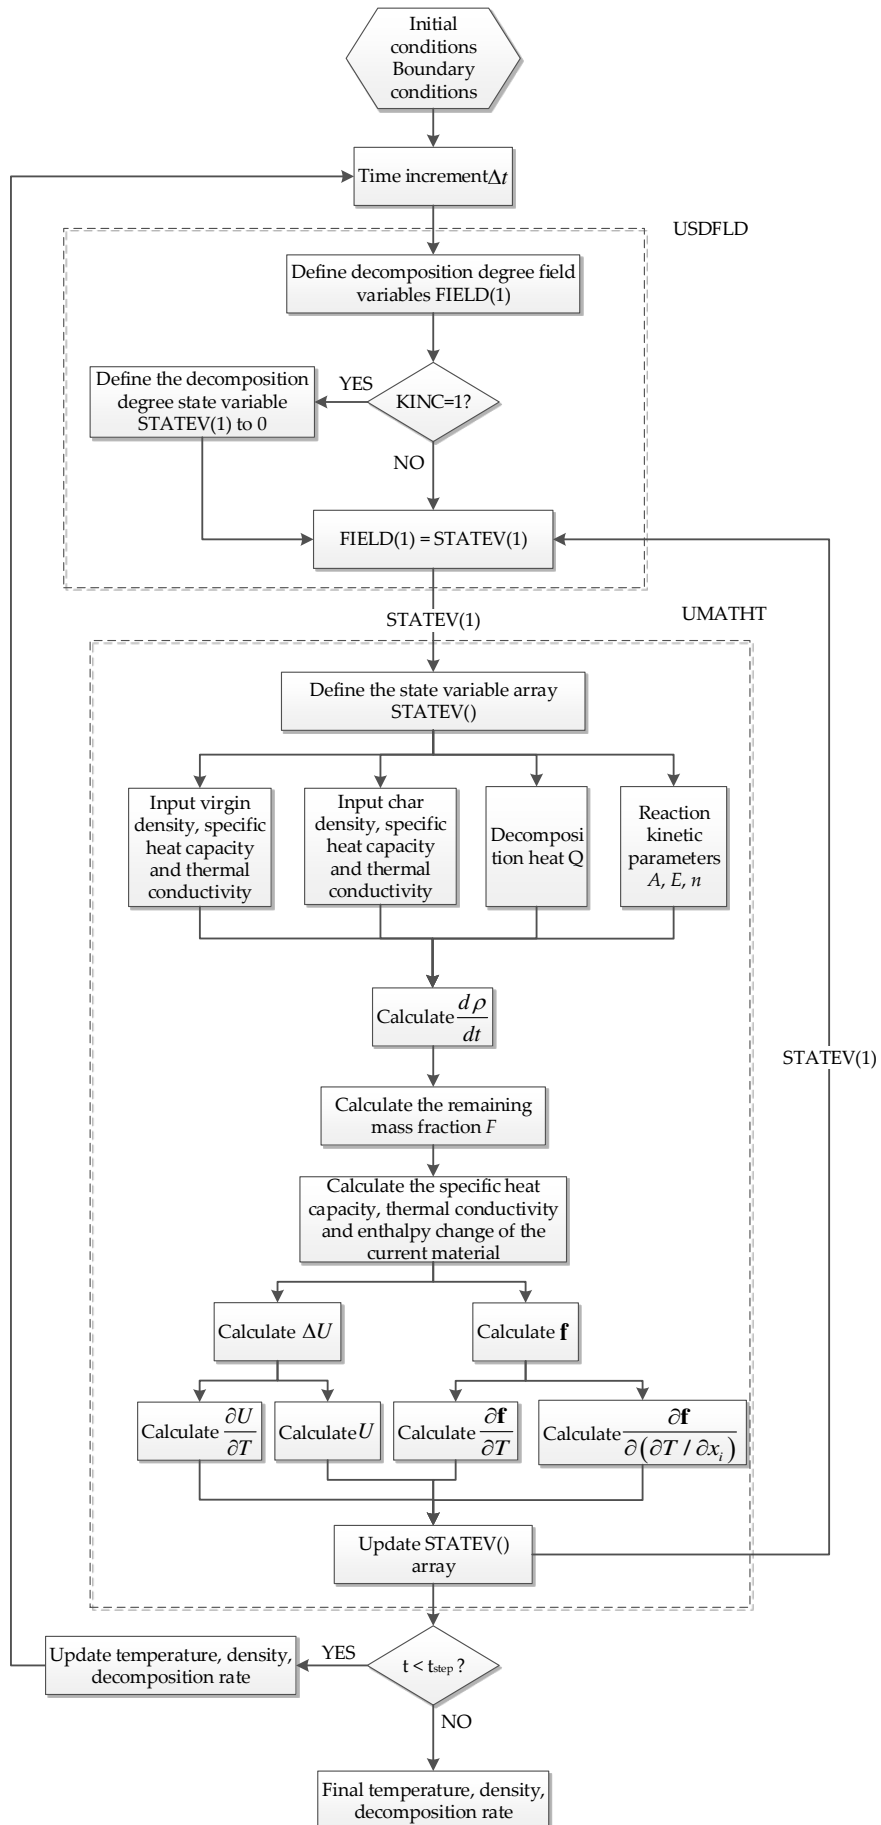 Initial
conditions
Boundary
conditions
Time increment Δt
USDFLD
Define decomposition degree field
variables FIELD(1)
Define the decomposition
degree state variable
STATEV(1) to 0
YES
KINC=1?
NO
FIELD(1) = STATEV(1)
STATEV(1)
UMATHT
Define the state variable array
STATEV()
Input virgin
density, specific
heat capacity
and thermal
conductivity
Input char
density, specific
heat capacity
and thermal
conductivity
Decomposi
tion heat Q
Reaction
kinetic
parameters
A, E, n
Calculate dρ/dt
STATEV(1)
Calculate the remaining
mass fraction F
Calculate the specific heat
capacity, thermal conductivity
and enthalpy change of the
current material
Calculate ΔU
Calculate f
Calculate ∂U/∂T
Calculate U
Calculate ∂f/∂T
Calculate ∂f/∂(∂T / ∂xᵢ)
Update STATEV()
array
Update temperature, density,
decomposition rate
YES
t < tstep ?
NO
Final temperature, density,
decomposition rate